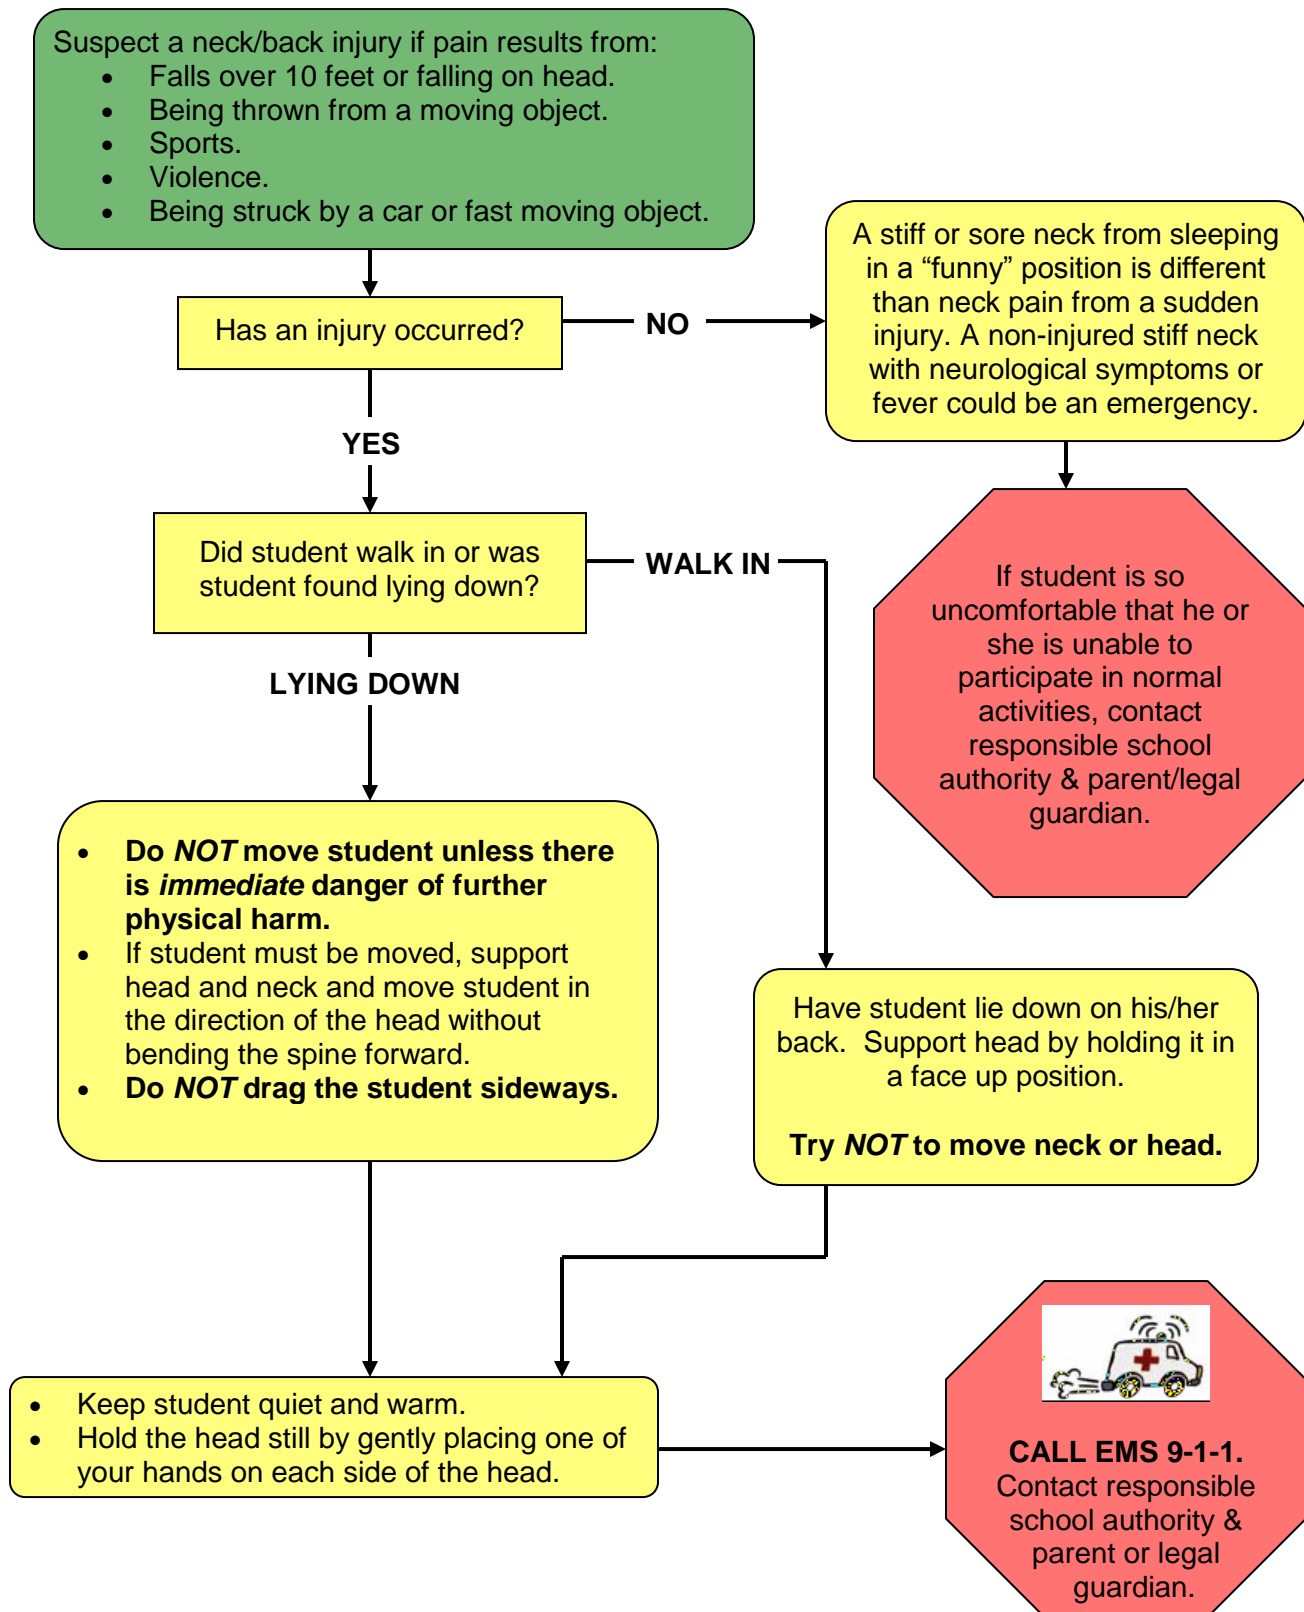 Suspect a neck/back injury if pain results from:
• Falls over 10 feet or falling on head.
• Being thrown from a moving object.
• Sports.
• Violence.
• Being struck by a car or fast moving object.
Has an injury occurred?
NO
A stiff or sore neck from sleeping
in a “funny” position is different
than neck pain from a sudden
injury. A non-injured stiff neck
with neurological symptoms or
fever could be an emergency.
If student is so
uncomfortable that he or
she is unable to
participate in normal
activities, contact
responsible school
authority & parent/legal
guardian.
YES
Did student walk in or was
student found lying down?
WALK IN
LYING DOWN
• Do NOT move student unless there
is immediate danger of further
physical harm.
• If student must be moved, support
head and neck and move student in
the direction of the head without
bending the spine forward.
• Do NOT drag the student sideways.
Have student lie down on his/her
back.  Support head by holding it in
a face up position.
Try NOT to move neck or head.
• Keep student quiet and warm.
• Hold the head still by gently placing one of
your hands on each side of the head.
CALL EMS 9-1-1.
Contact responsible
school authority &
parent or legal
guardian.